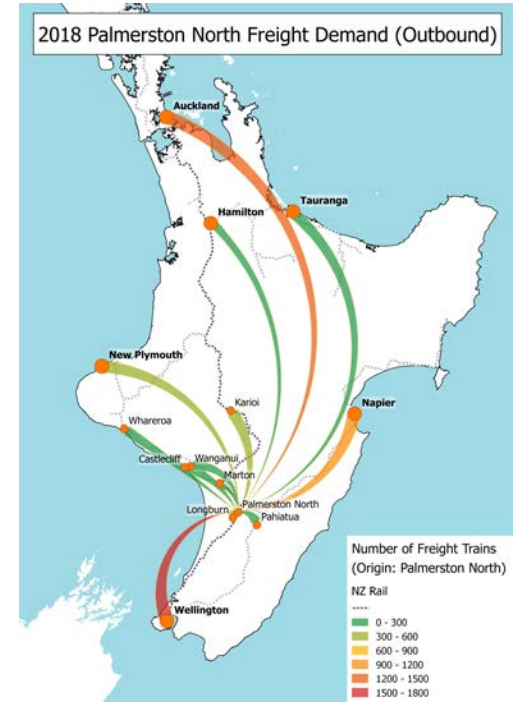 2018 Palmerston North Freight Demand (Outbound)
Auckland
Tauranga
Hamilton
New Plymouth
Karioi
Napier
Whareroa
Castlecliff
Wanganui
Marton
Longburn
Palmerston North
Pahiatua
Wellington
Number of Freight Trains
(Origin: Palmerston North)
NZ Rail
0 - 300
300 - 600
600 - 900
900 - 1200
1200 - 1500
1500 - 1800